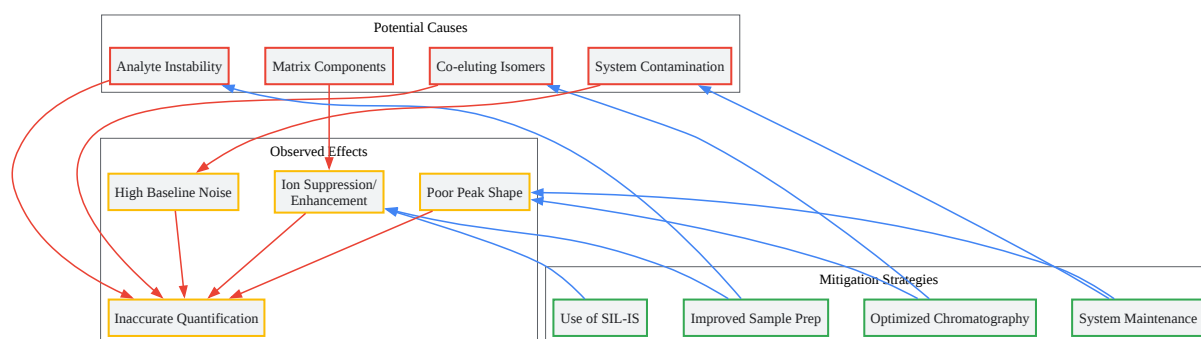 Potential Causes
Analyte Instability
Matrix Components
Co-eluting Isomers
System Contamination
Observed Effects
High Baseline Noise
Ion Suppression/
Enhancement
Poor Peak Shape
Mitigation Strategies
Inaccurate Quantification
Use of SIL-IS
Improved Sample Prep
Optimized Chromatography
System Maintenance